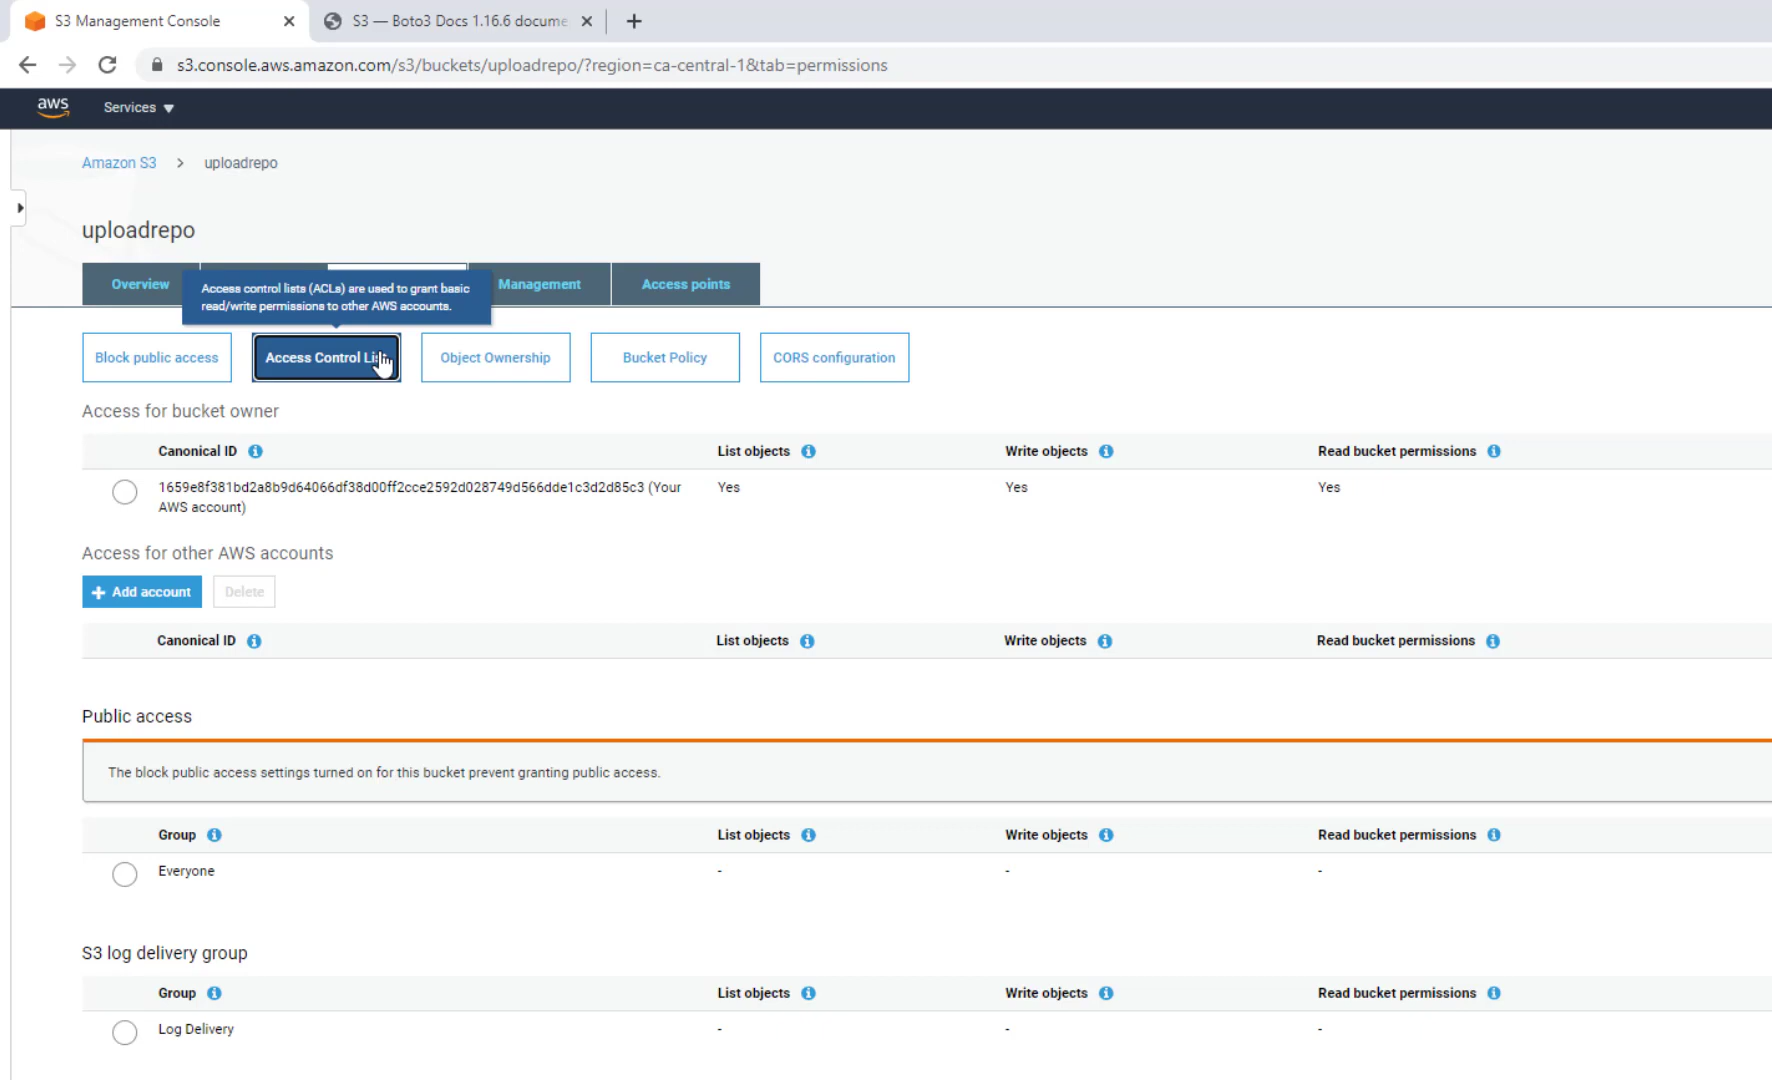 S3 Management Console
S3 — Boto3 Docs 1.16.6 docume
s3.console.aws.amazon.com/s3/buckets/uploadrepo/?region=ca-central-1&tab=permissions
aws Services
Amazon S3 > uploadrepo
uploadrepo
Overview Management Access points
Access control lists (ACLs) are used to grant basic
read/write permissions to other AWS accounts.
Block public access Access Control List Object Ownership Bucket Policy CORS configuration
Access for bucket owner
Canonical ID List objects Write objects Read bucket permissions
1659e8f381bd2a8b9d64066df38d00ff2cce2592d028749d566dde1c3d2d85c3 (Your Yes Yes Yes
AWS account)
Access for other AWS accounts
+ Add account Delete
Canonical ID List objects Write objects Read bucket permissions
Public access
The block public access settings turned on for this bucket prevent granting public access.
Group List objects Write objects Read bucket permissions
Everyone - - -
S3 log delivery group
Group List objects Write objects Read bucket permissions
Log Delivery - - -